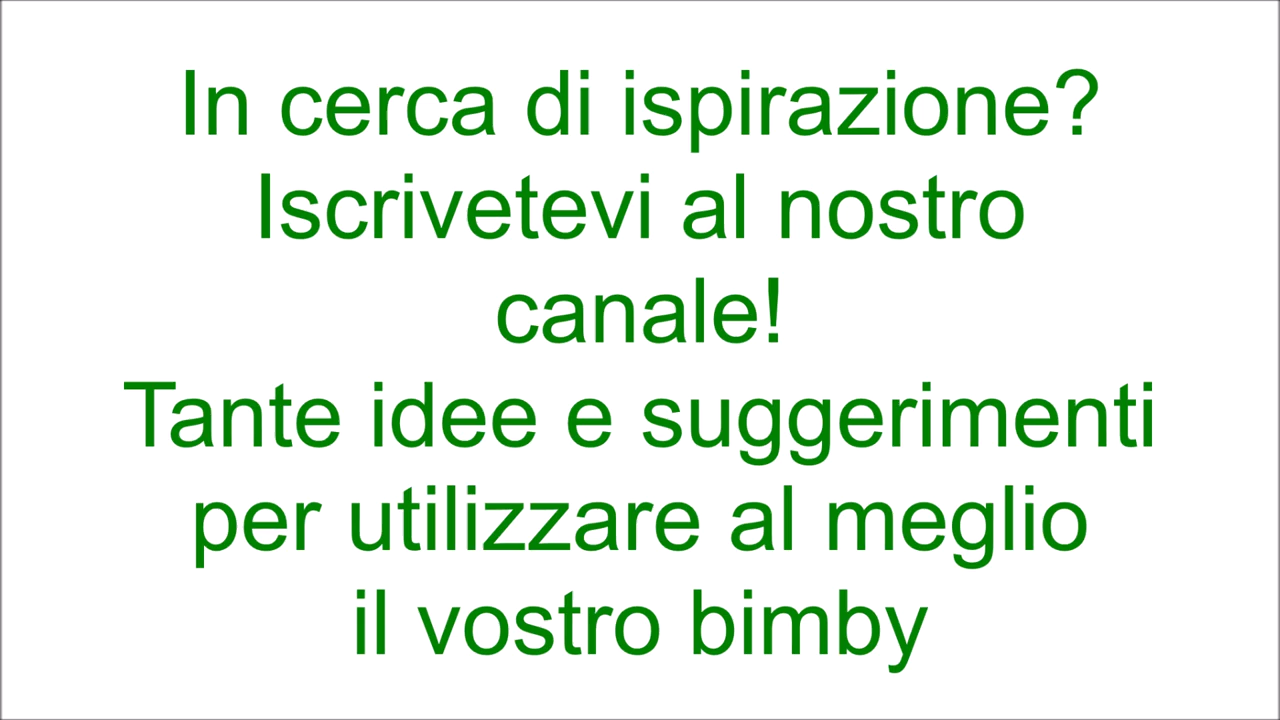 In cerca di ispirazione?
Iscrivetevi al nostro
canale!
Tante idee e suggerimenti
per utilizzare al meglio
il vostro bimby